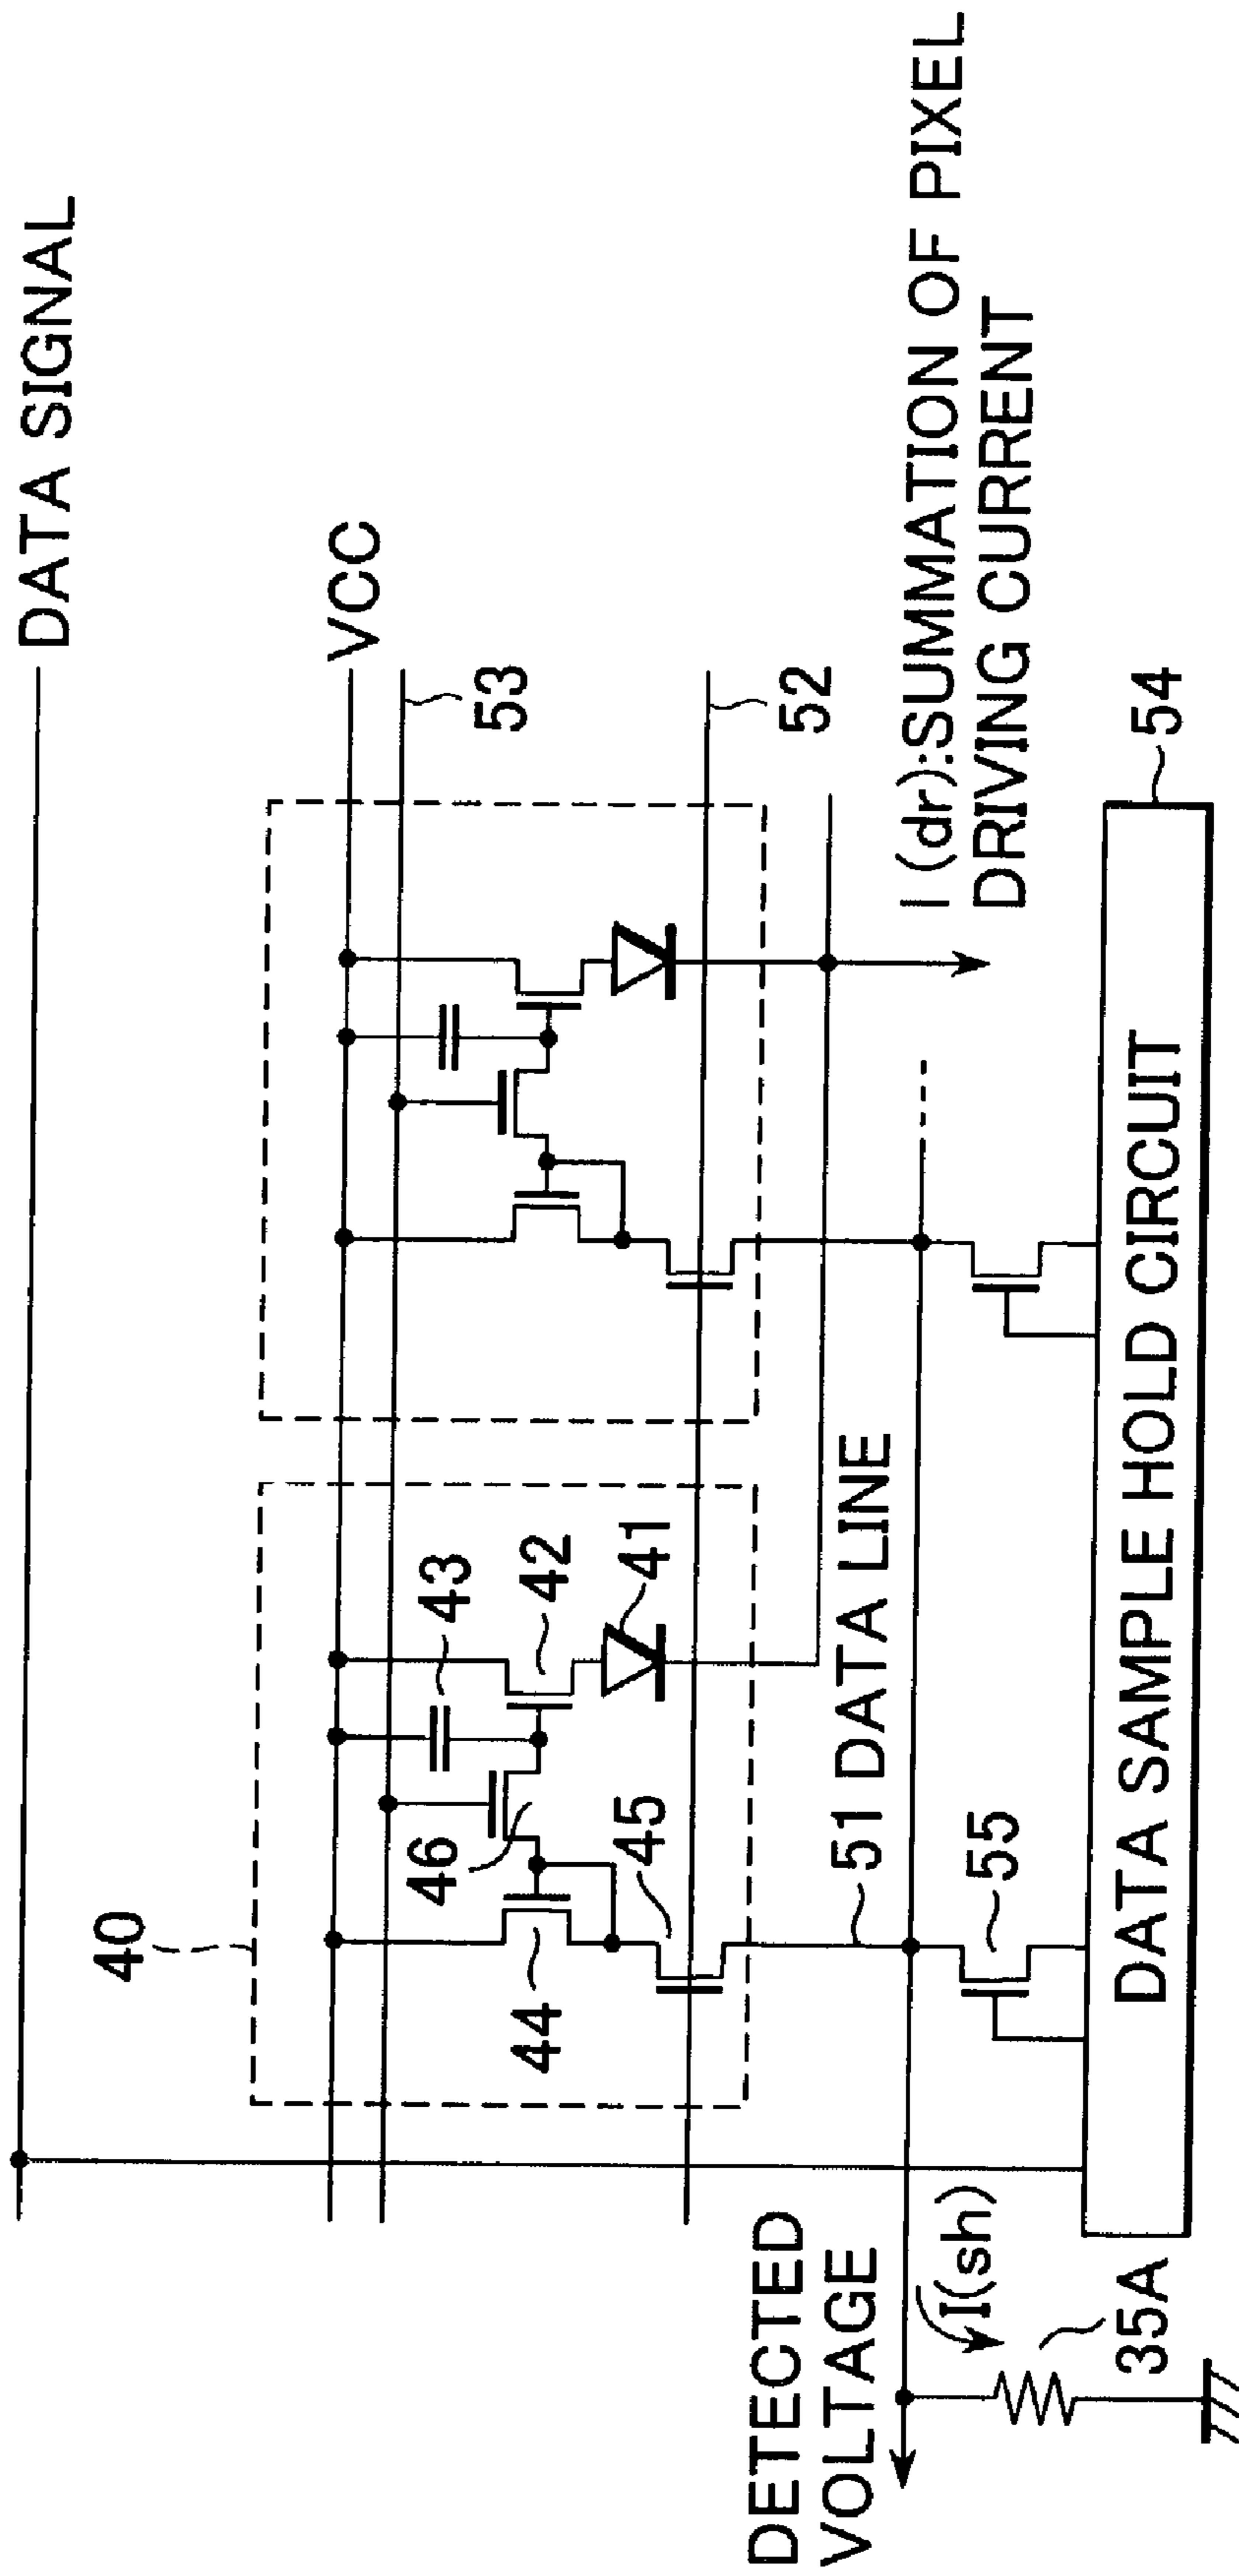 DATA SIGNAL
VCC
53
52
40
43
42
41
46
44
45
51 DATA LINE
I (dr):SUMMATION OF PIXEL
DRIVING CURRENT
DETECTED
VOLTAGE
I(sh)
35A
55
54
DATA SAMPLE HOLD CIRCUIT